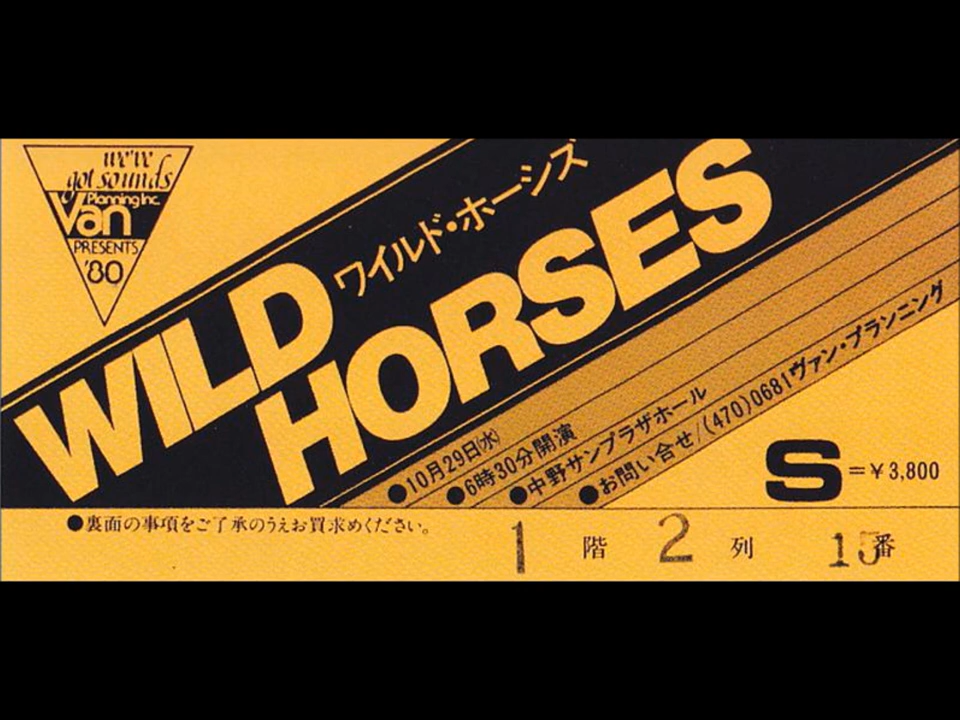 we've
got sounds
Van Planning Inc.
PRESENTS
'80
ワイルド・ホーシズ
WILD
HORSES
●10月29日(水)
●6時30分開演
●中野サンプラザホール
●お問い合せ/(470)0681ヴァン・プランニング
S=￥3,800
●裏面の事項をご了承のうえお買求めください。
1階 2列 15番